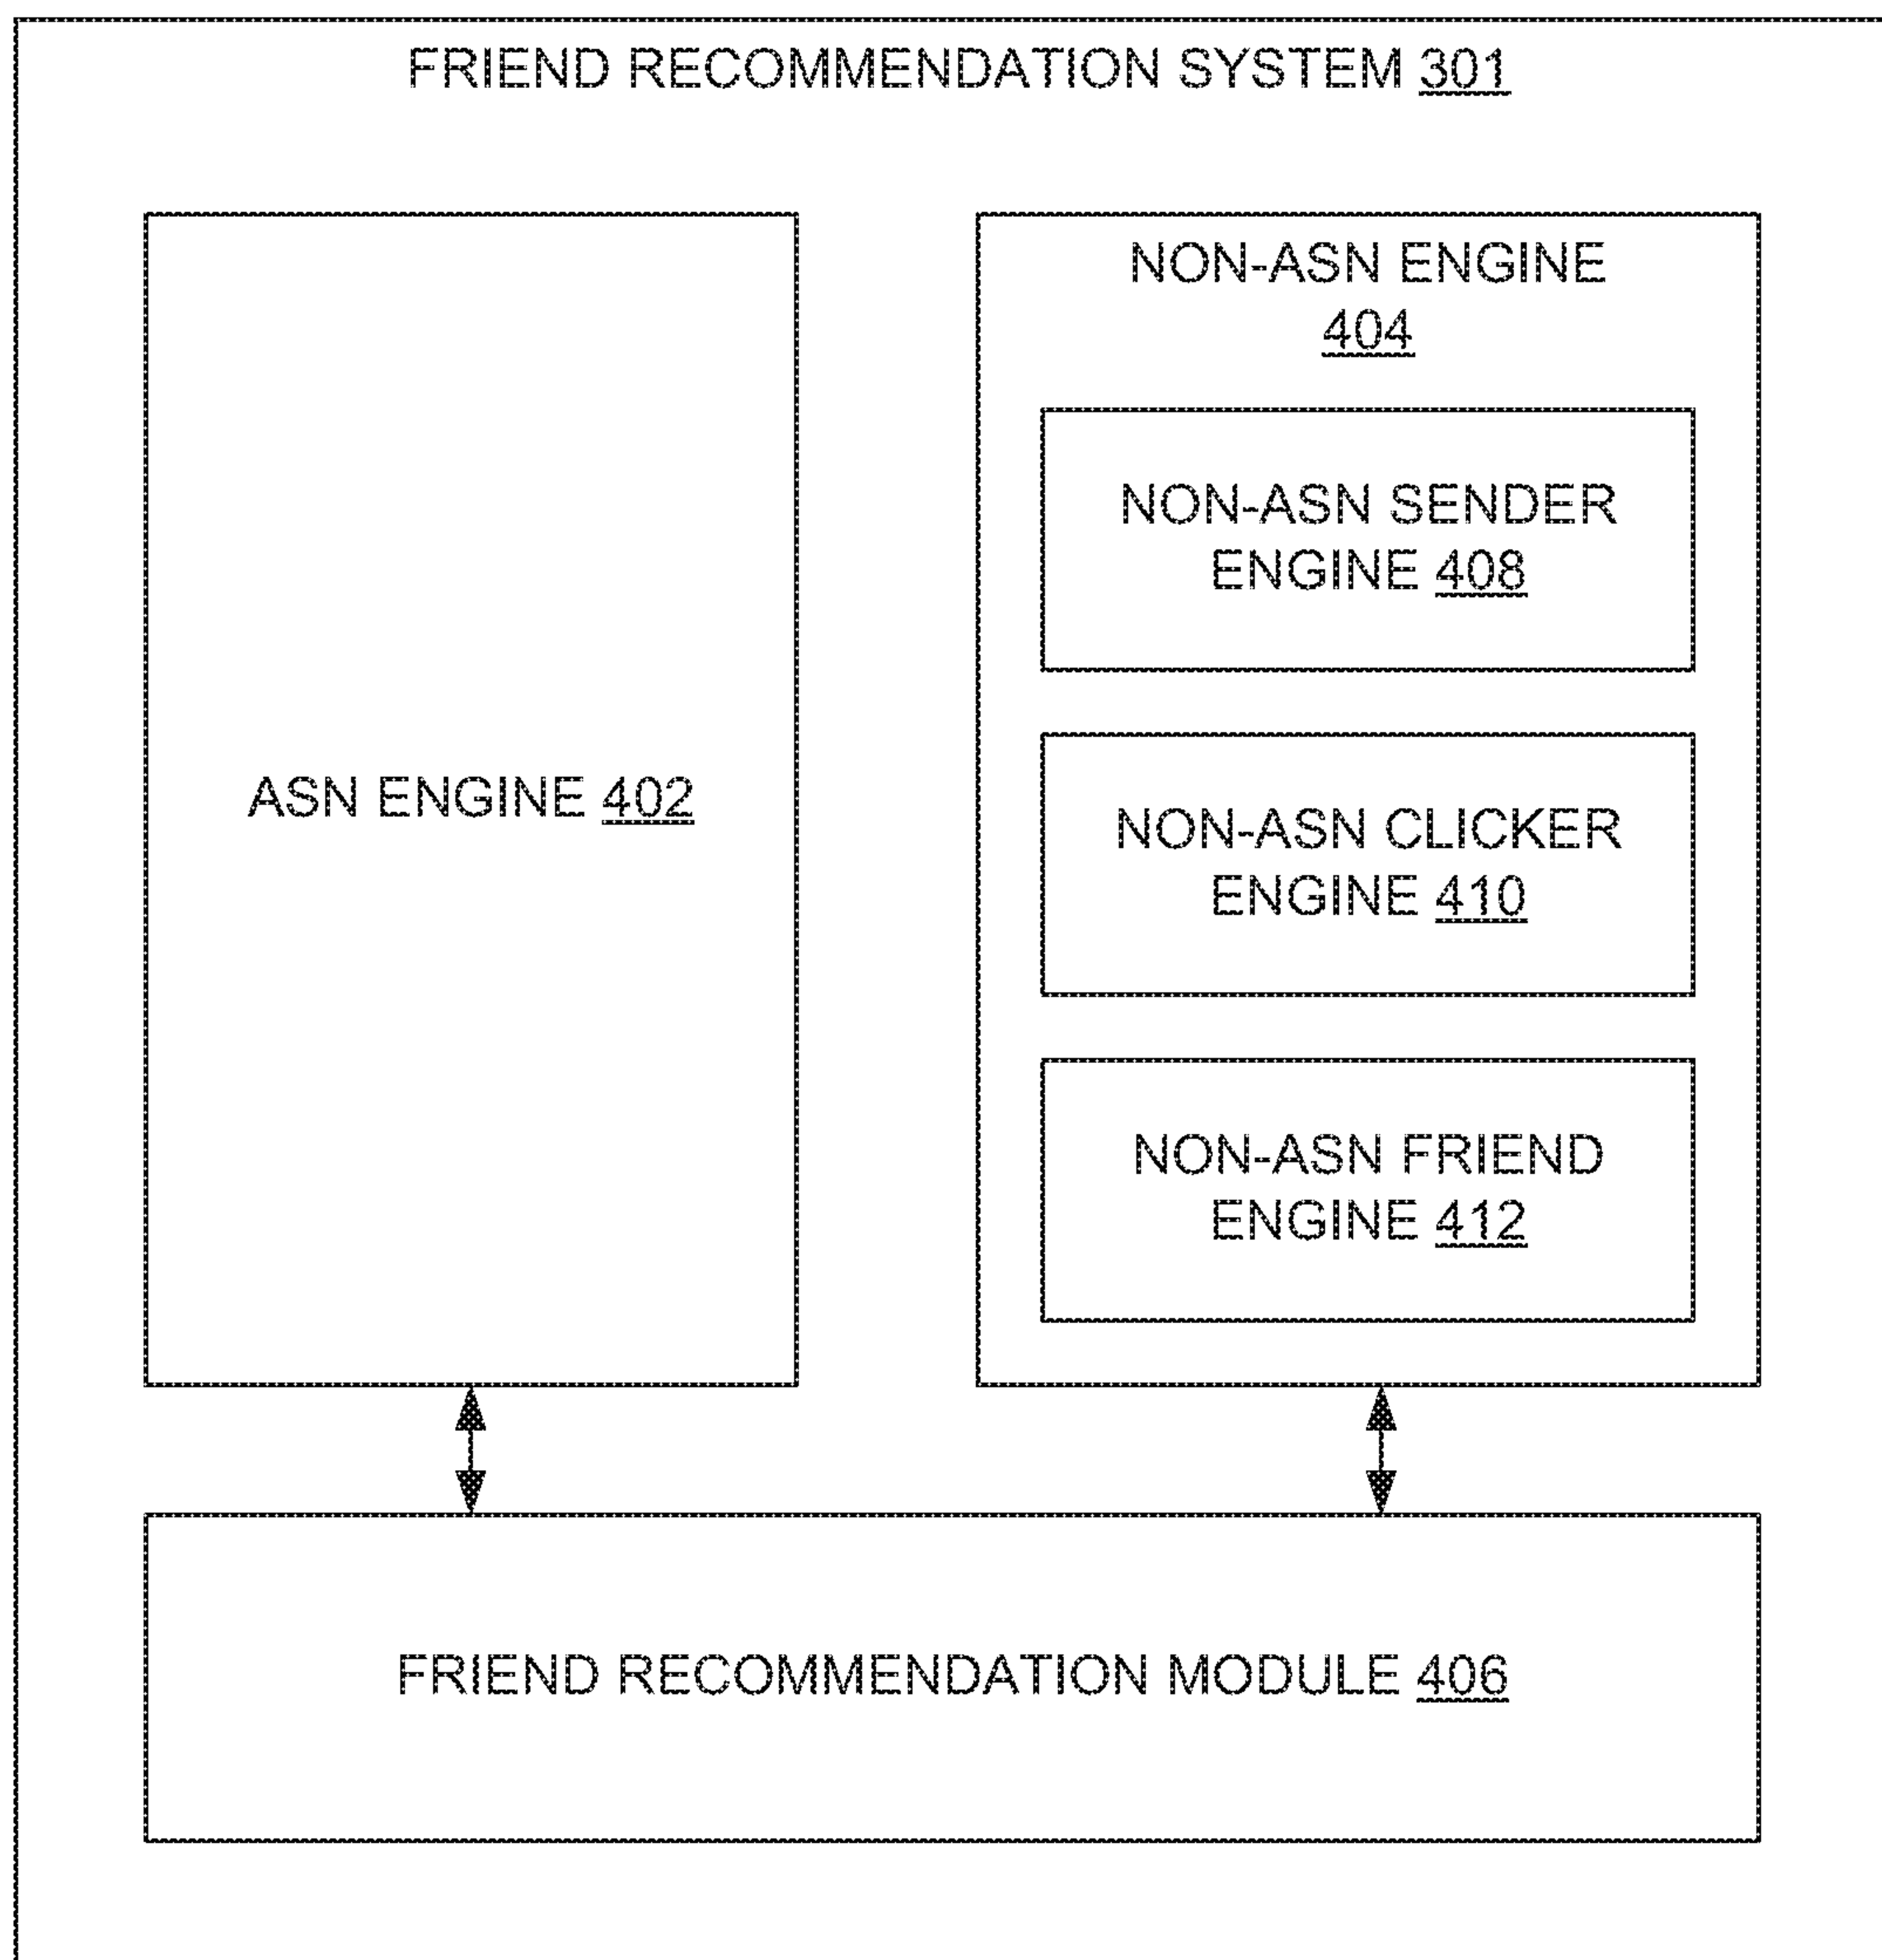 FRIEND RECOMMENDATION SYSTEM 301
ASN ENGINE 402
NON-ASN ENGINE
404
NON-ASN SENDER
ENGINE 408
NON-ASN CLICKER
ENGINE 410
NON-ASN FRIEND
ENGINE 412
FRIEND RECOMMENDATION MODULE 406